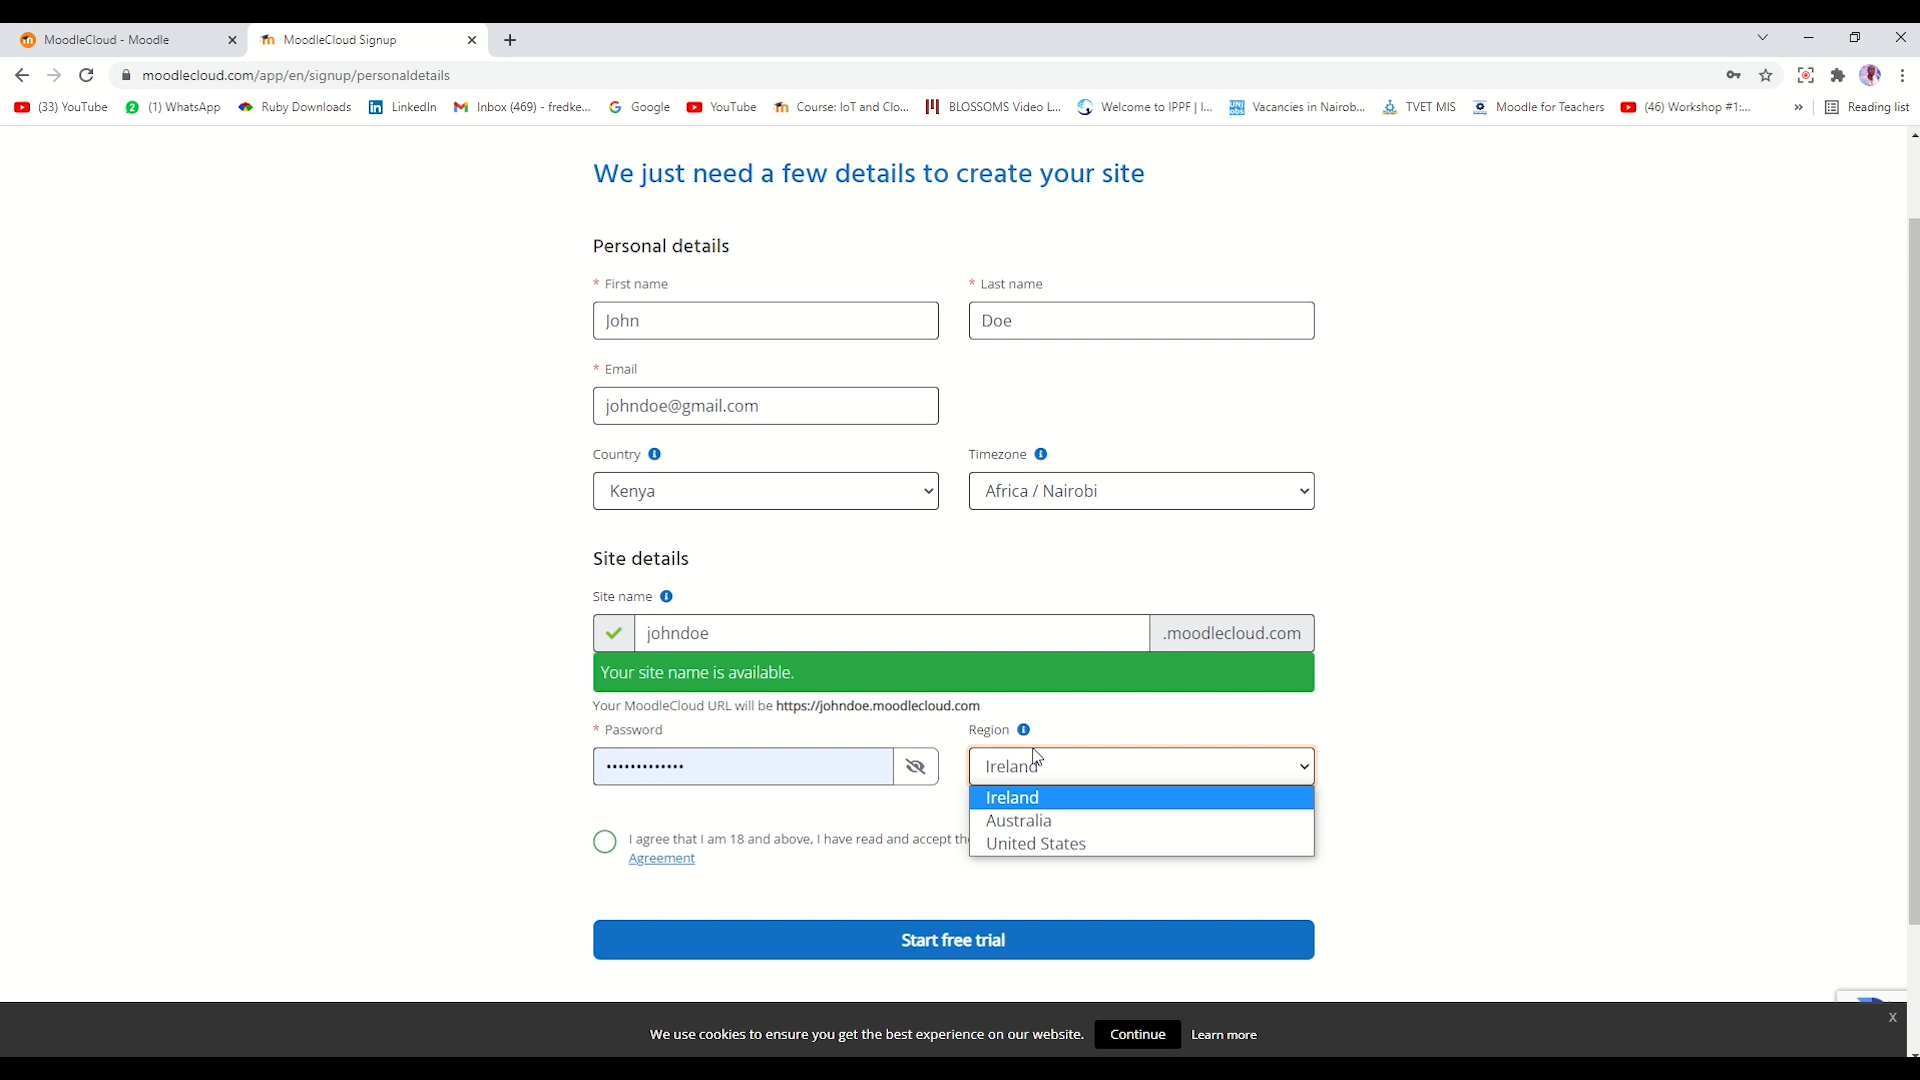 MoodleCloud - Moodle
MoodleCloud Signup
moodlecloud.com/app/en/signup/personaldetails
(33) YouTube
2 (1) WhatsApp
Ruby Downloads
LinkedIn
Inbox (469) - fredke...
Google
YouTube
Course: IoT and Clo...
BLOSSOMS Video L...
Welcome to IPPF | I...
Vacancies in Nairob...
TVET MIS
Moodle for Teachers
(46) Workshop #1:...
»
Reading list
We just need a few details to create your site
Personal details
* First name
* Last name
John
Doe
* Email
johndoe@gmail.com
Country
Timezone
Kenya
Africa / Nairobi
Site details
Site name
johndoe
.moodlecloud.com
Your site name is available.
Your MoodleCloud URL will be https://johndoe.moodlecloud.com
* Password
Region
•••••••••••••
Ireland
Ireland
Australia
United States
I agree that I am 18 and above, I have read and accept
Agreement
Start free trial
We use cookies to ensure you get the best experience on our website.
Continue
Learn more
x